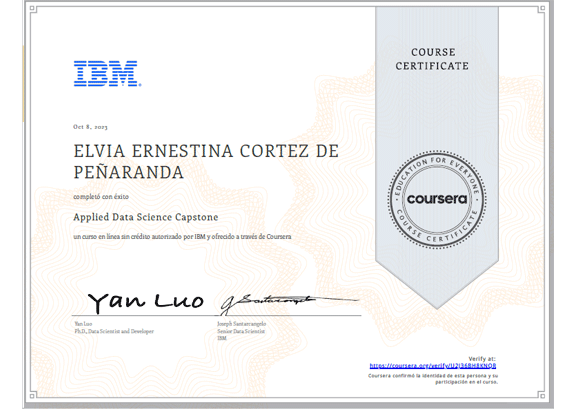 COURSE
CERTIFICATE
IBM
Oct 8, 2023
ELVIA ERNESTINA CORTEZ DE
PEÑARANDA
completó con éxito
Applied Data Science Capstone
un curso en línea sin crédito autorizado por IBM y ofrecido a través de Coursera
EDUCATION FOR EVERYONE
coursera
COURSE CERTIFICATE
Yan Luo
Yan Luo
Ph.D., Data Scientist and Developer
Joseph Santarcangelo
Senior Data Scientist
IBM
Verify at:
https://coursera.org/verify/U2J36BH8KNQR
Coursera confirmó la identidad de esta persona y su
participación en el curso.